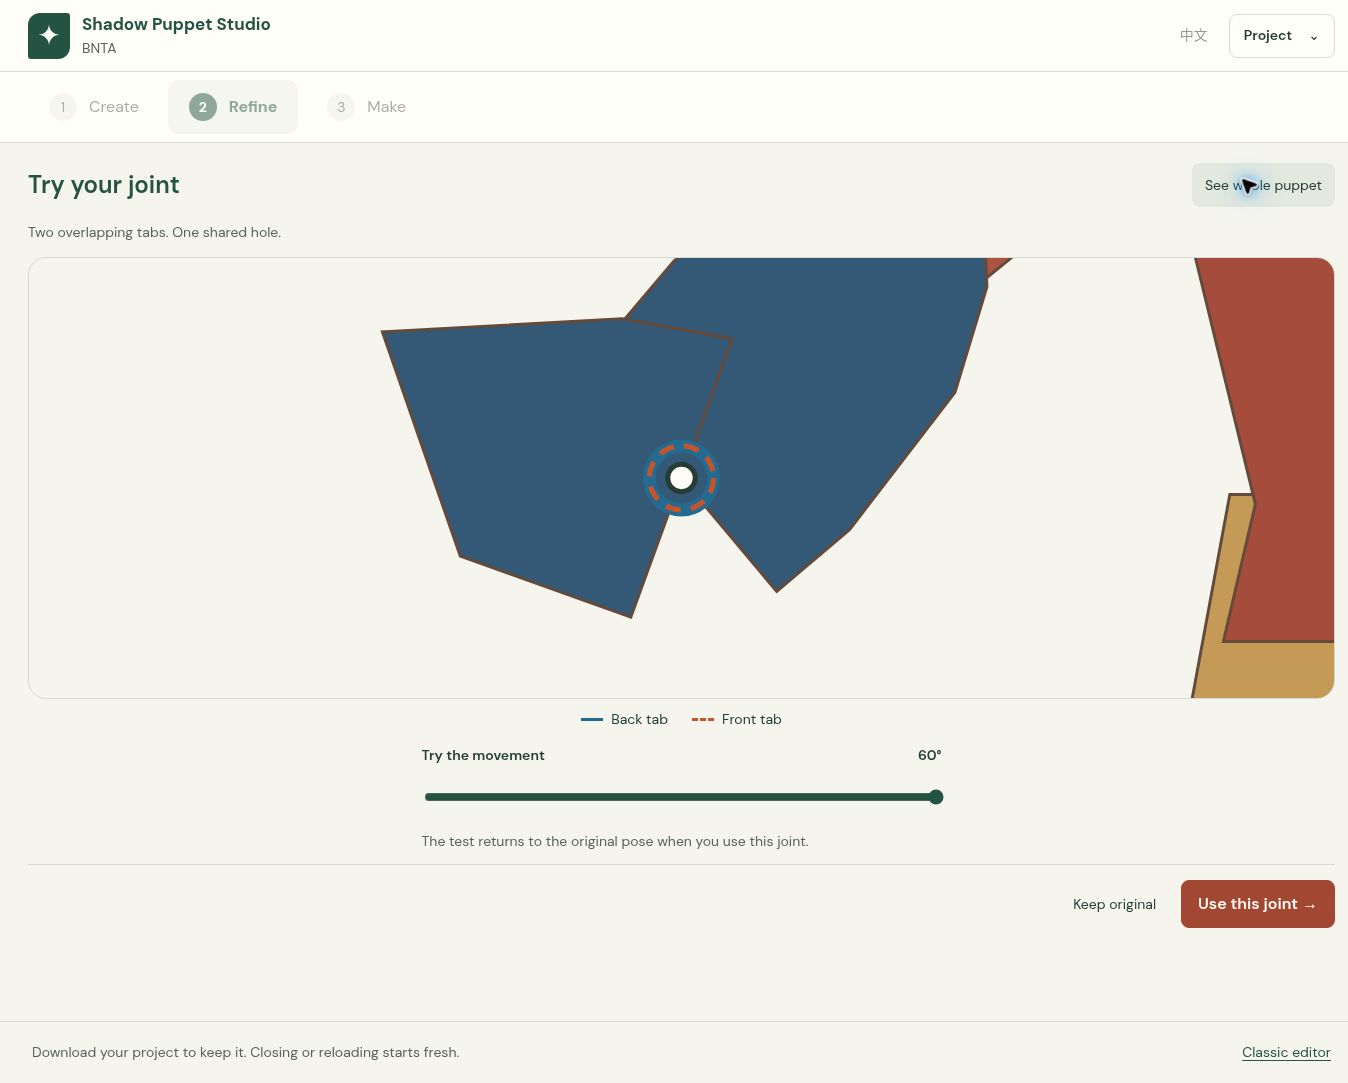 Shadow Puppet Studio
BNTA
中文
Project
1 Create
2 Refine
3 Make
Try your joint
See whole puppet
Two overlapping tabs. One shared hole.
Back tab
Front tab
Try the movement
60°
The test returns to the original pose when you use this joint.
Keep original
Use this joint →
Download your project to keep it. Closing or reloading starts fresh.
Classic editor